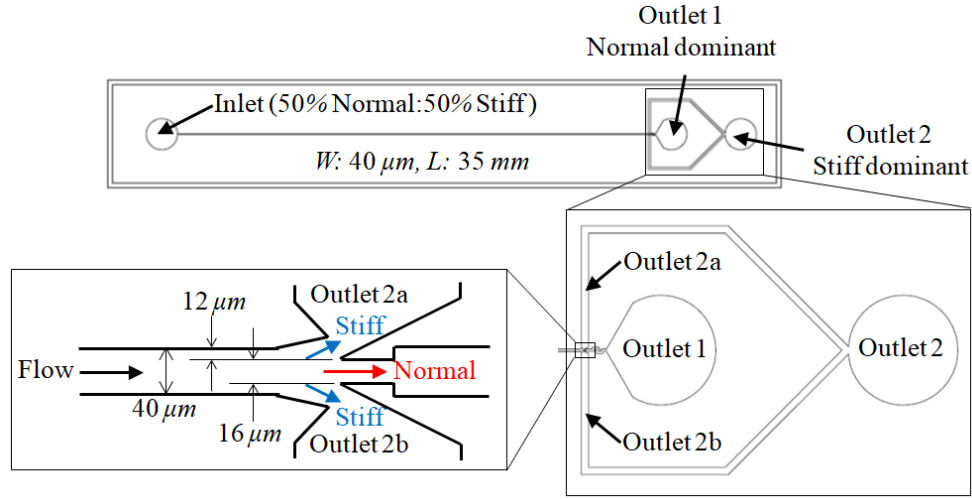 Outlet 1
Normal dominant
Inlet (50% Normal:50% Stiff)
W: 40 μm, L: 35 mm
Outlet 2
Stiff dominant
12 μm
Outlet 2a
Stiff
Flow
Normal
40 μm
Stiff
16 μm
Outlet 2b
Outlet 2a
Outlet 1
Outlet 2
Outlet 2b